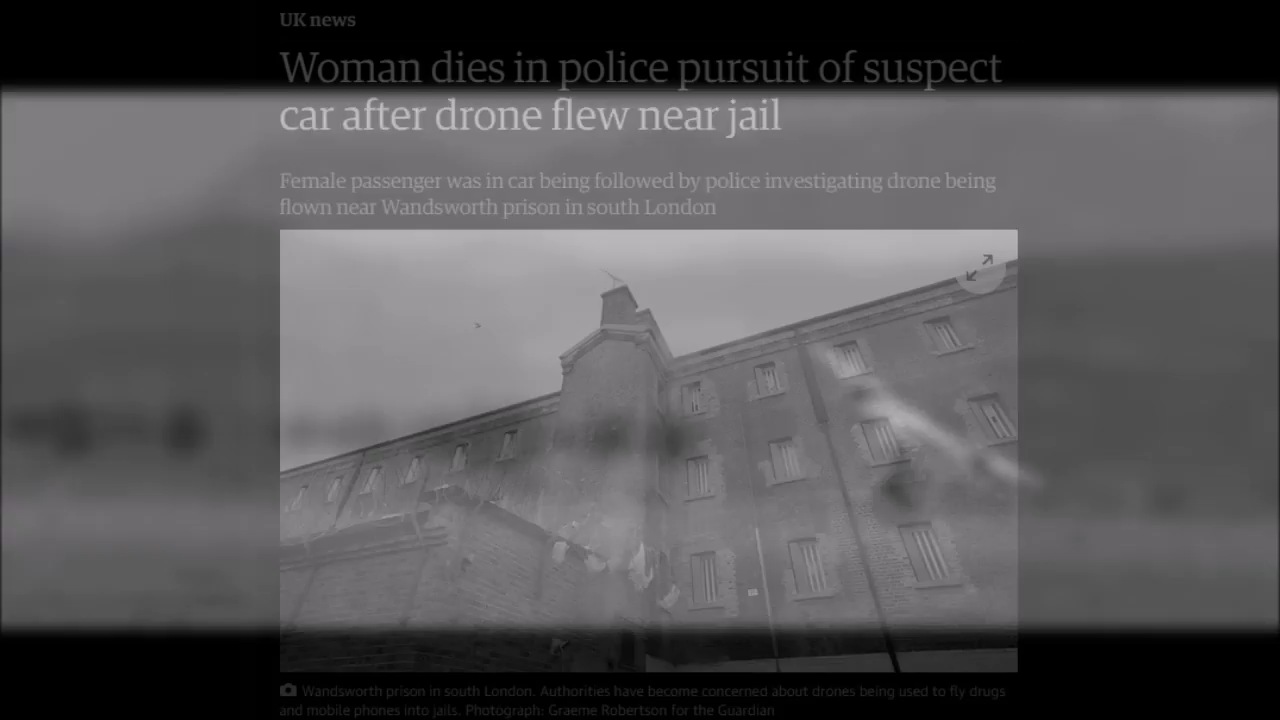 UK news
Woman dies in police pursuit of suspect
car after drone flew near jail
Female passenger was in car being followed by police investigating drone being
flown near Wandsworth prison in south London
Wandsworth prison in south London. Authorities have become concerned about drones being used to fly drugs
and mobile phones into jails. Photograph: Graeme Robertson for the Guardian